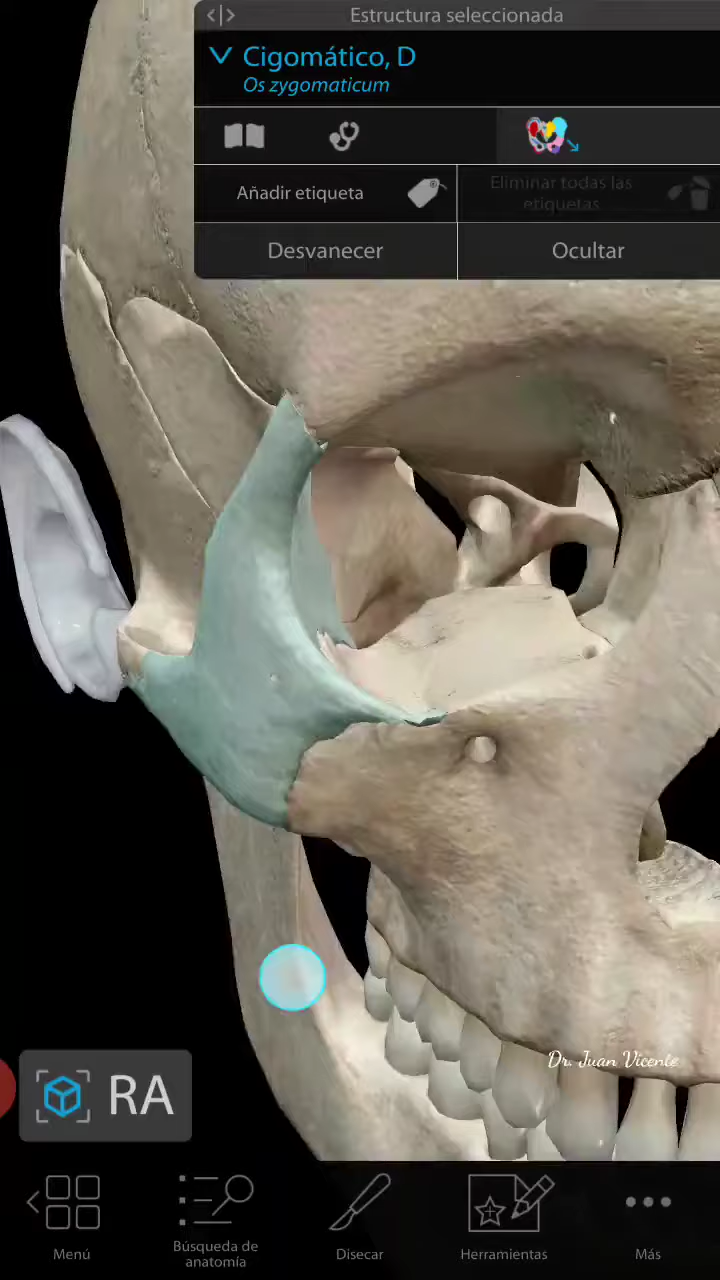 Estructura seleccionada
Cigomático, D
Os zygomaticum
Añadir etiqueta
Eliminar todas las
etiquetas
Desvanecer
Ocultar
Dr. Juan Vicente
RA
Menú
Búsqueda de
anatomía
Disecar
Herramientas
Más